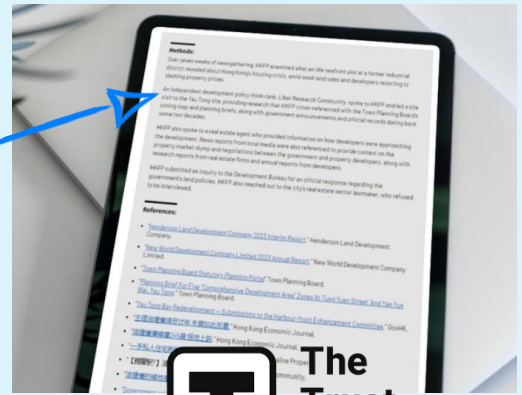 Methods:
Over seven weeks of newsgathering, HKFP examined what an idle seafront plot at a former industrial
district revealed about Hong Kong's housing crisis, amid weak land sales and developers resorting to
slashing property prices.
An independent development policy think-tank, Liber Research Community, spoke to HKFP and led a site
visit to the Yau Tong site, providing research that HKFP cross-referenced with the Town Planning Board's
zoning map and planning briefs, along with government announcements and official records dating back
some two decades.
HKFP also spoke to a real estate agent who provided information on how developers were approaching
the development. News reports from local media were also referenced to provide context on the
property market slump and negotiations between the government and property developers, along with
research reports from real estate firms and annual reports from developers.
HKFP submitted an inquiry to the Development Bureau for an official response regarding the
government's land policies. HKFP also reached out to the city's real estate sector lawmaker, who refused
to be interviewed.
References:
• "Henderson Land Development Company 2023 Interim Report." Henderson Land Development
Company.
• "New World Development Company Limited 2023 Annual Report." New World Development Company
Limited.
• "Town Planning Board Statutory Planning Portal" Town Planning Board.
• "Planning Brief For Five 'Comprehensive Development Area' Zones At Tung Yuan Street' And Yan Yue
Wai, Yau Tong." Town Planning Board.
• "Yau Tong Bay Redevelopment – Submissions to the Harbour-front Enhancement Committee." GovHK.
Hong Kong Economic Journal.
Hong Kong Economic Journal.
The
Trust